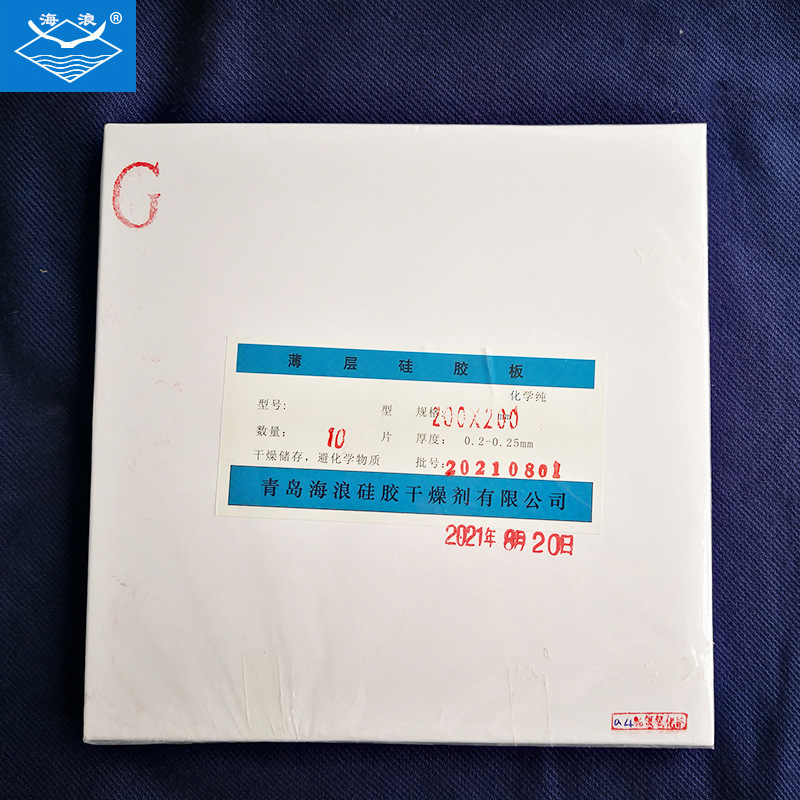 海浪®
G
薄层硅胶板
化学纯
型号: 型 规格: 200X200 mm
数量: 10 片 厚度: 0.2-0.25mm
干燥储存，避化学物质 批号: 20210801
青岛海浪硅胶干燥剂有限公司
2021年 8月 20日